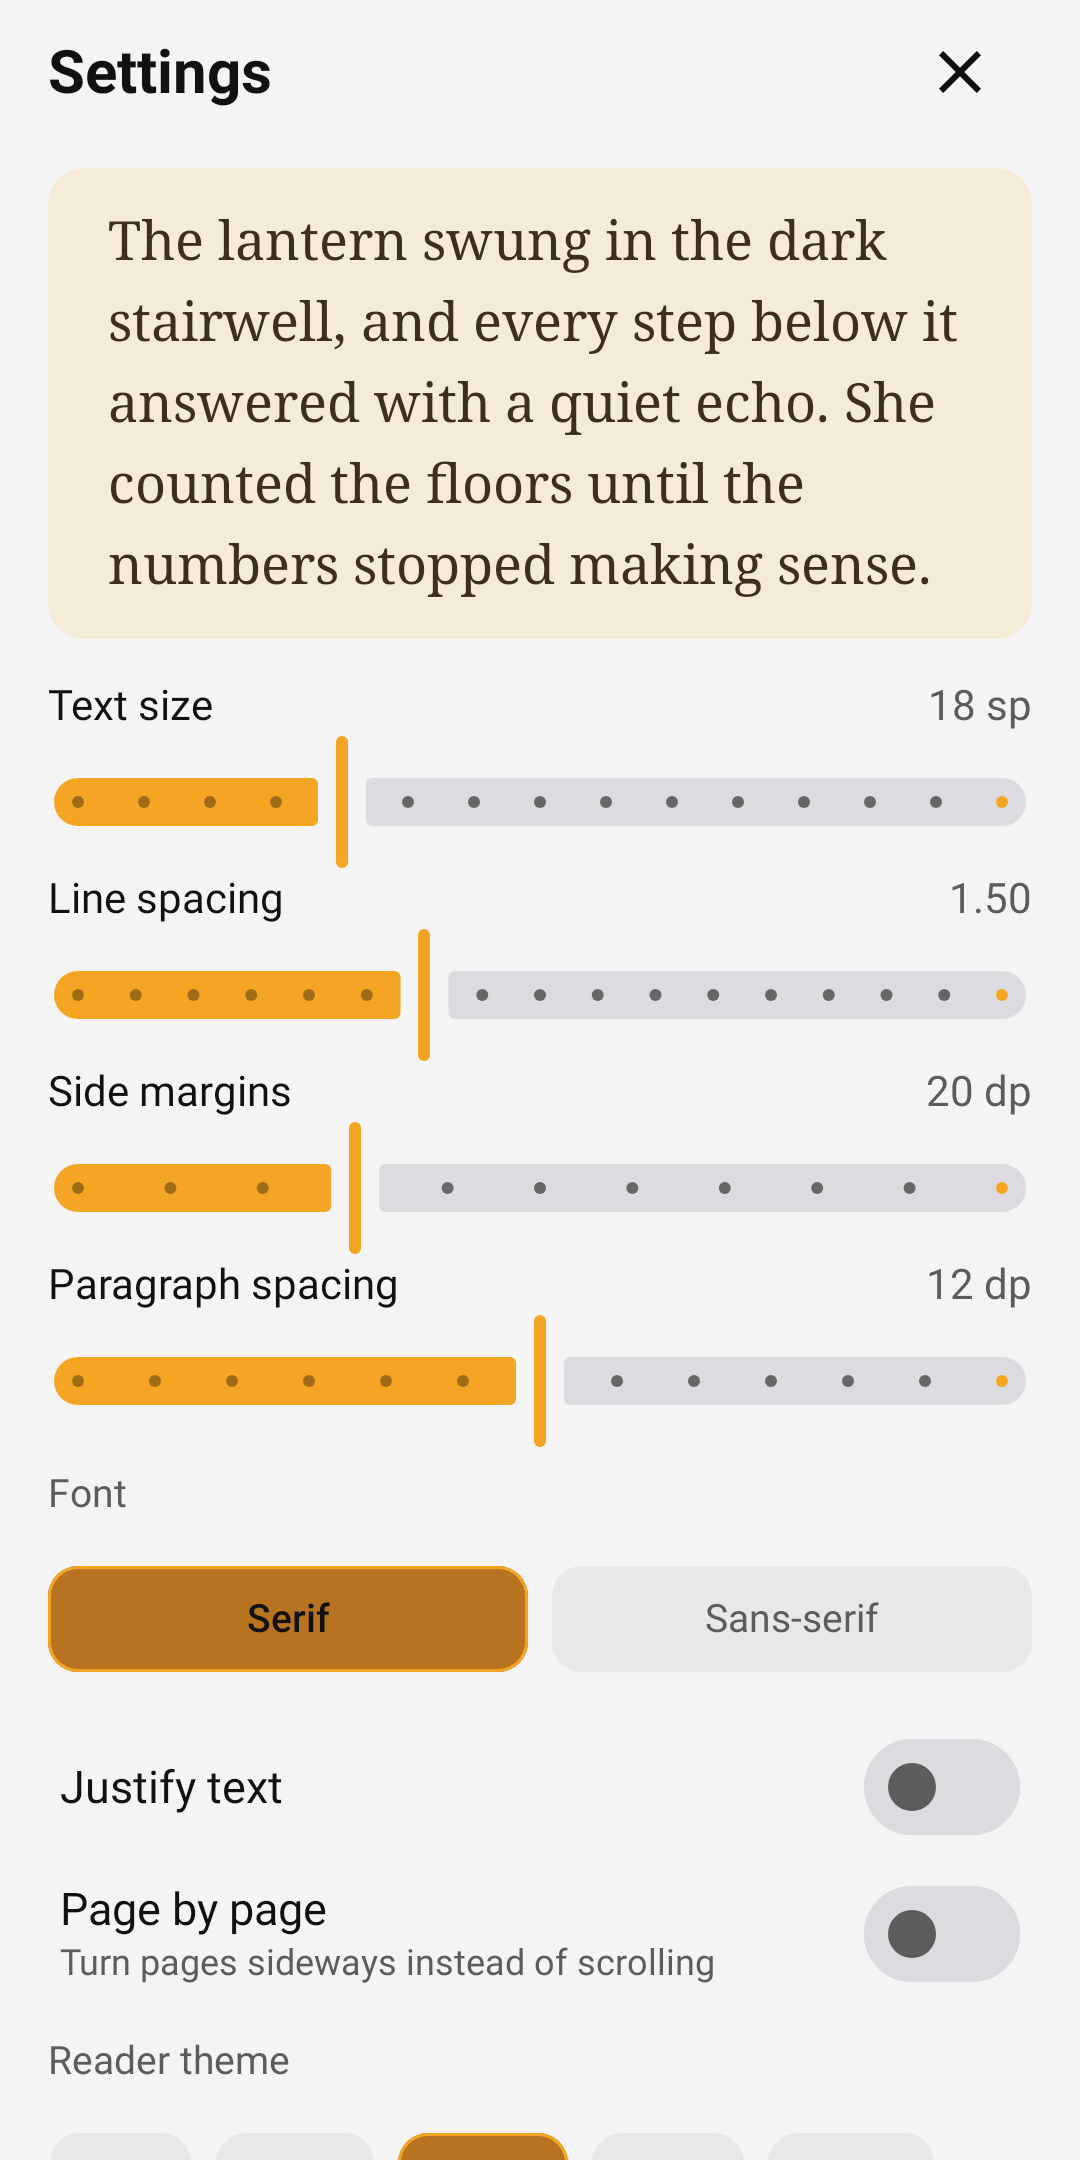 Settings
The lantern swung in the dark
stairwell, and every step below it
answered with a quiet echo. She
counted the floors until the
numbers stopped making sense.
Text size 18 sp
Line spacing 1.50
Side margins 20 dp
Paragraph spacing 12 dp
Font
Serif Sans-serif
Justify text
Page by page
Turn pages sideways instead of scrolling
Reader theme